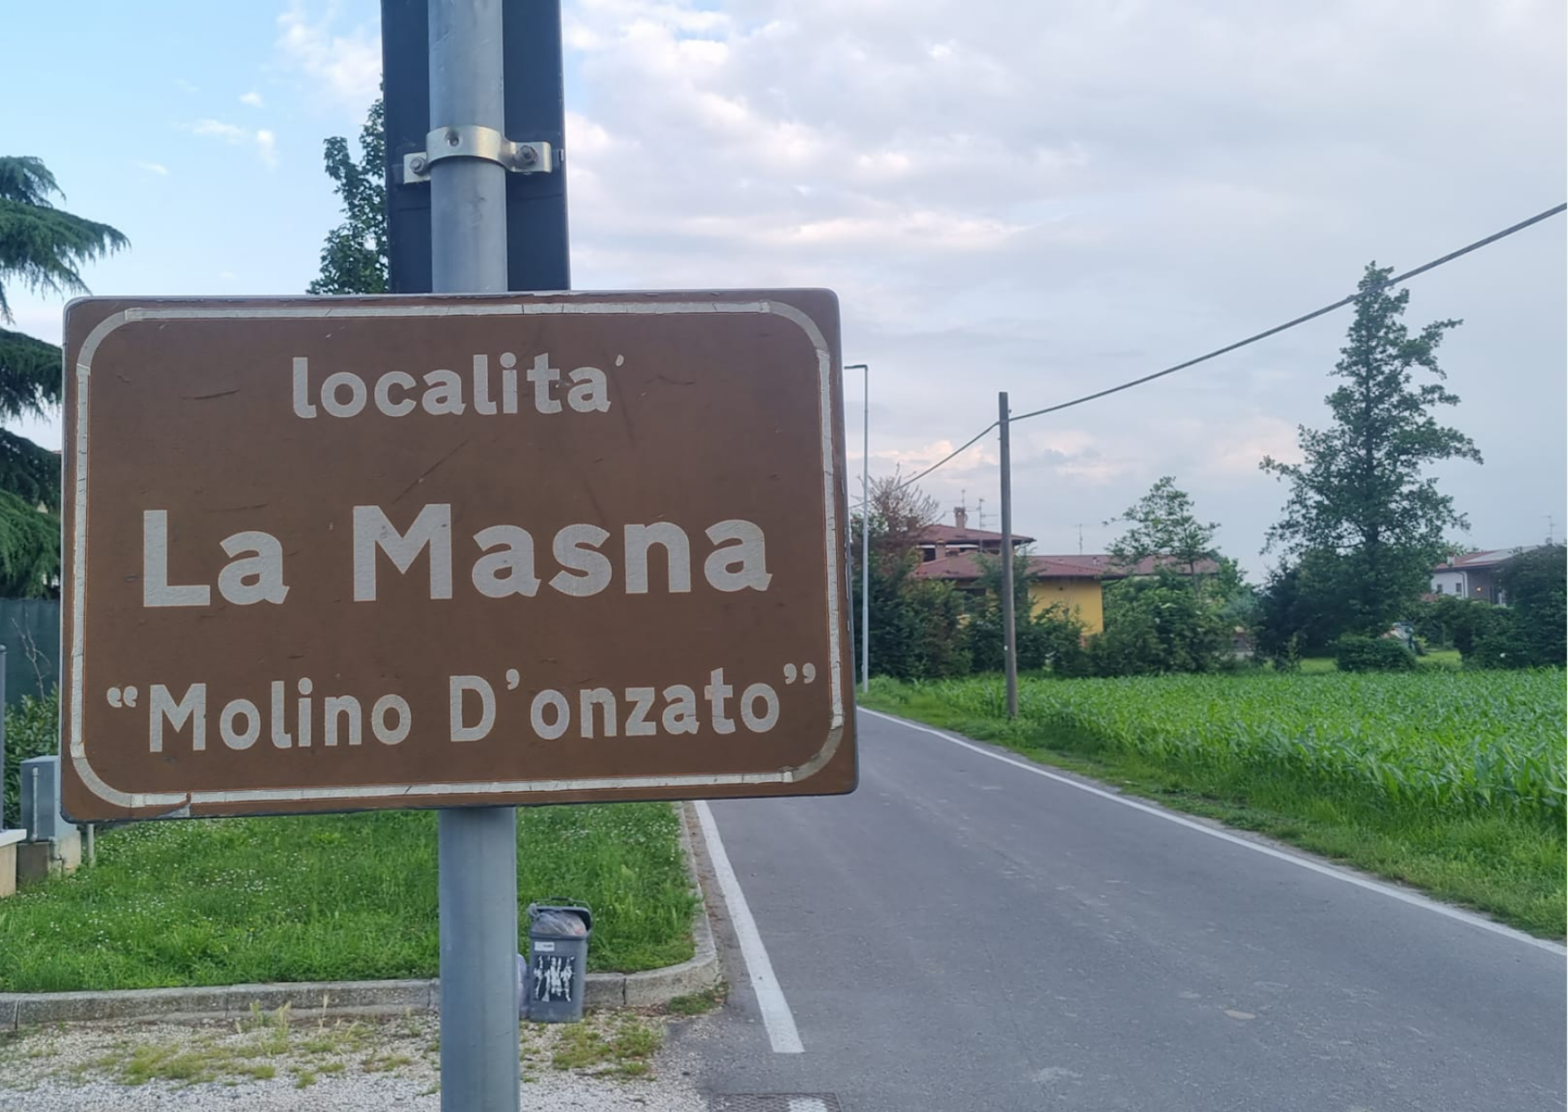 localita'
La Masna
“Molino D'onzato”